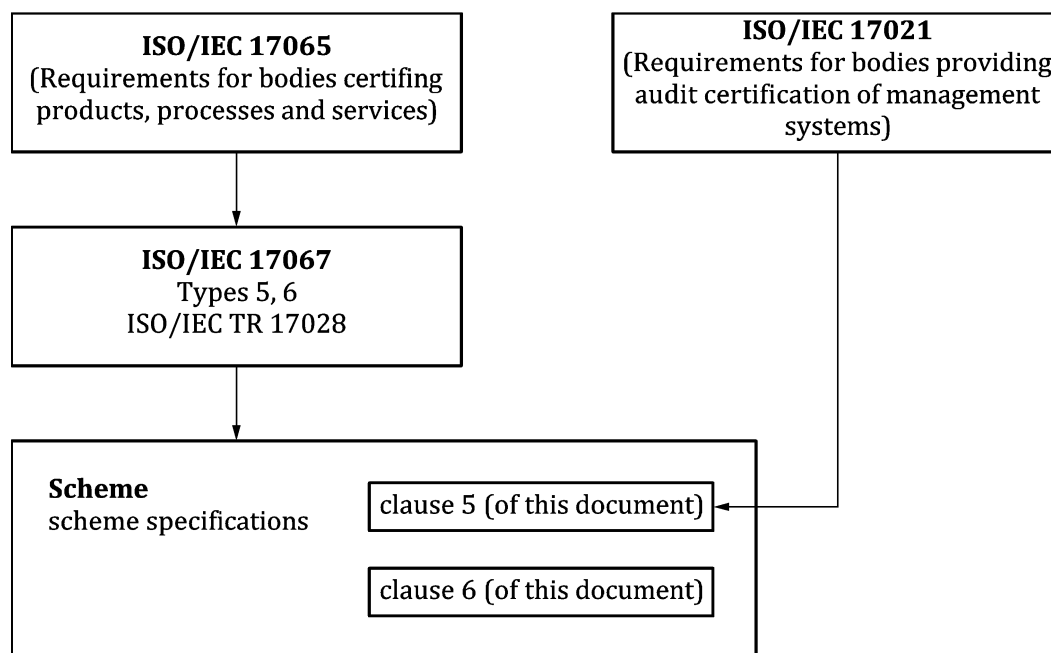 ISO/IEC 17065
(Requirements for bodies certifing
products, processes and services)
ISO/IEC 17021
(Requirements for bodies providing
audit certification of management
systems)
ISO/IEC 17067
Types 5, 6
ISO/IEC TR 17028
Scheme
scheme specifications
clause 5 (of this document)
clause 6 (of this document)